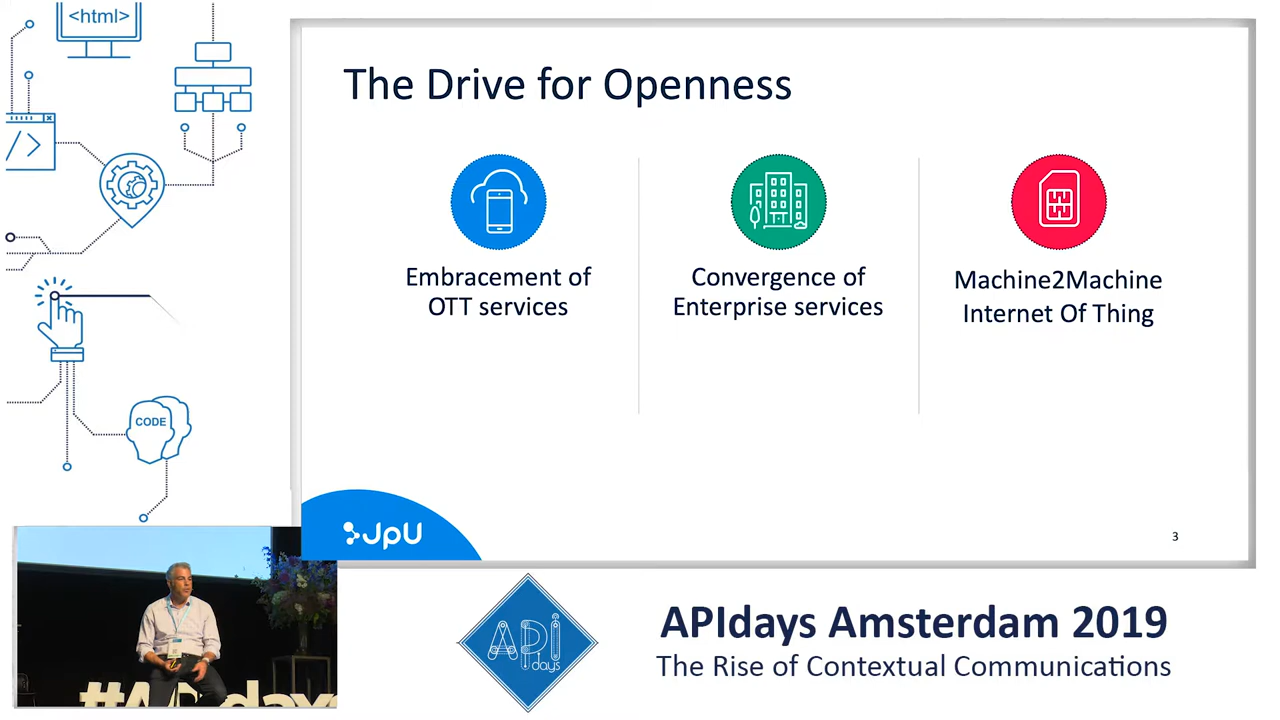 <html>
The Drive for Openness
Embracement of
OTT services
Convergence of
Enterprise services
Machine2Machine
Internet Of Thing
</>
CODE
JpU
3
#APIdays
API
days
APIdays Amsterdam 2019
The Rise of Contextual Communications